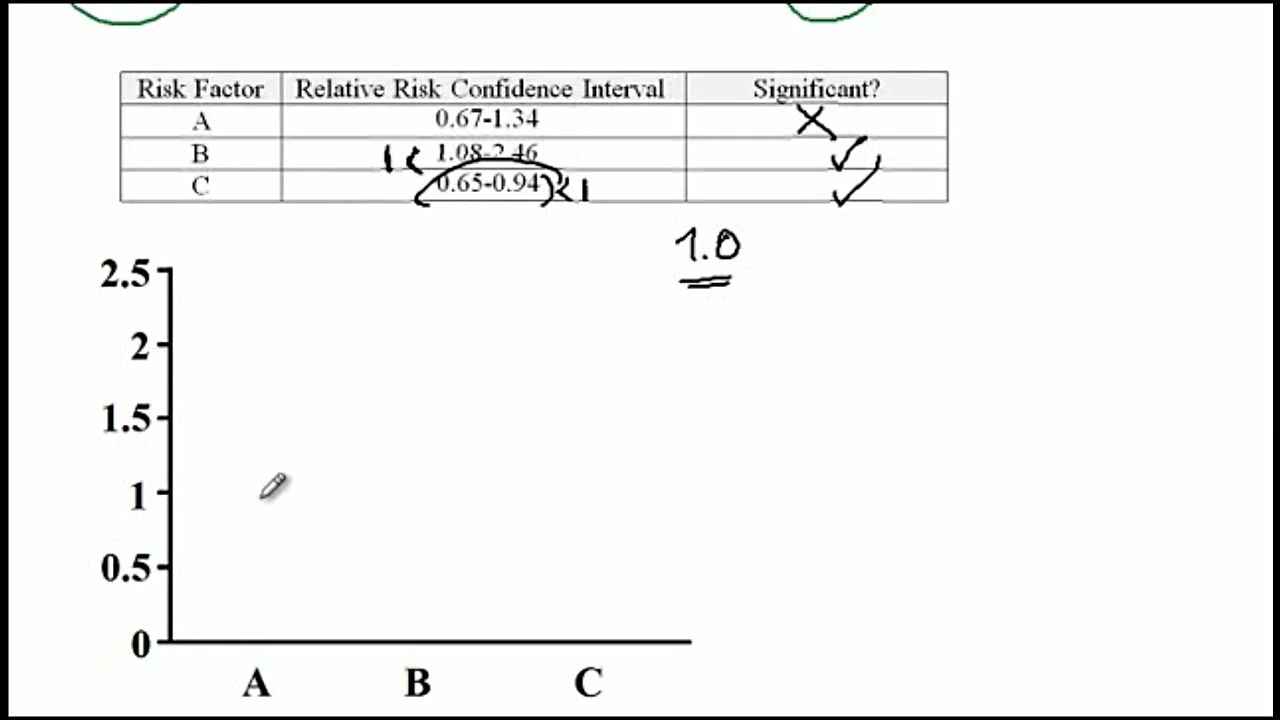 Risk Factor Relative Risk Confidence Interval Significant?
A 0.67-1.34 X
B 1< 1.08-2.46 ✓
C (0.65-0.94) <1 ✓
1.0
2.5
2
1.5
1
0.5
0
A B C